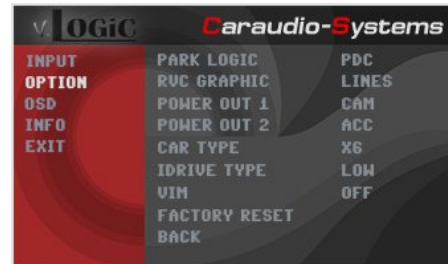 v.LOGiC Caraudio-Systems
INPUT
OPTION
OSD
INFO
EXIT
PARK LOGIC PDC
RVC GRAPHIC LINES
POWER OUT 1 CAM
POWER OUT 2 ACC
CAR TYPE X6
IDRIVE TYPE LOW
VIM OFF
FACTORY RESET
BACK